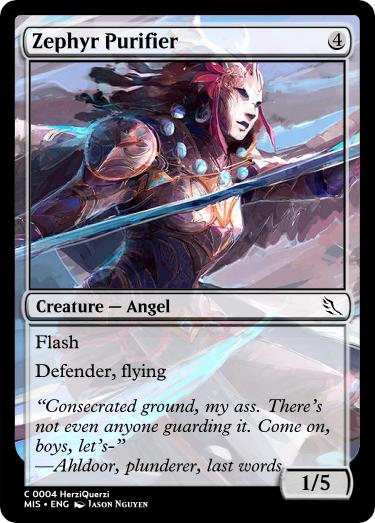 Zephyr Purifier 4
Creature — Angel
Flash
Defender, flying
“Consecrated ground, my ass. There’s
not even anyone guarding it. Come on,
boys, let’s-”
—Ahldoor, plunderer, last words
1/5
C 0004 HerziQuerzi
MIS • ENG Jason Nguyen